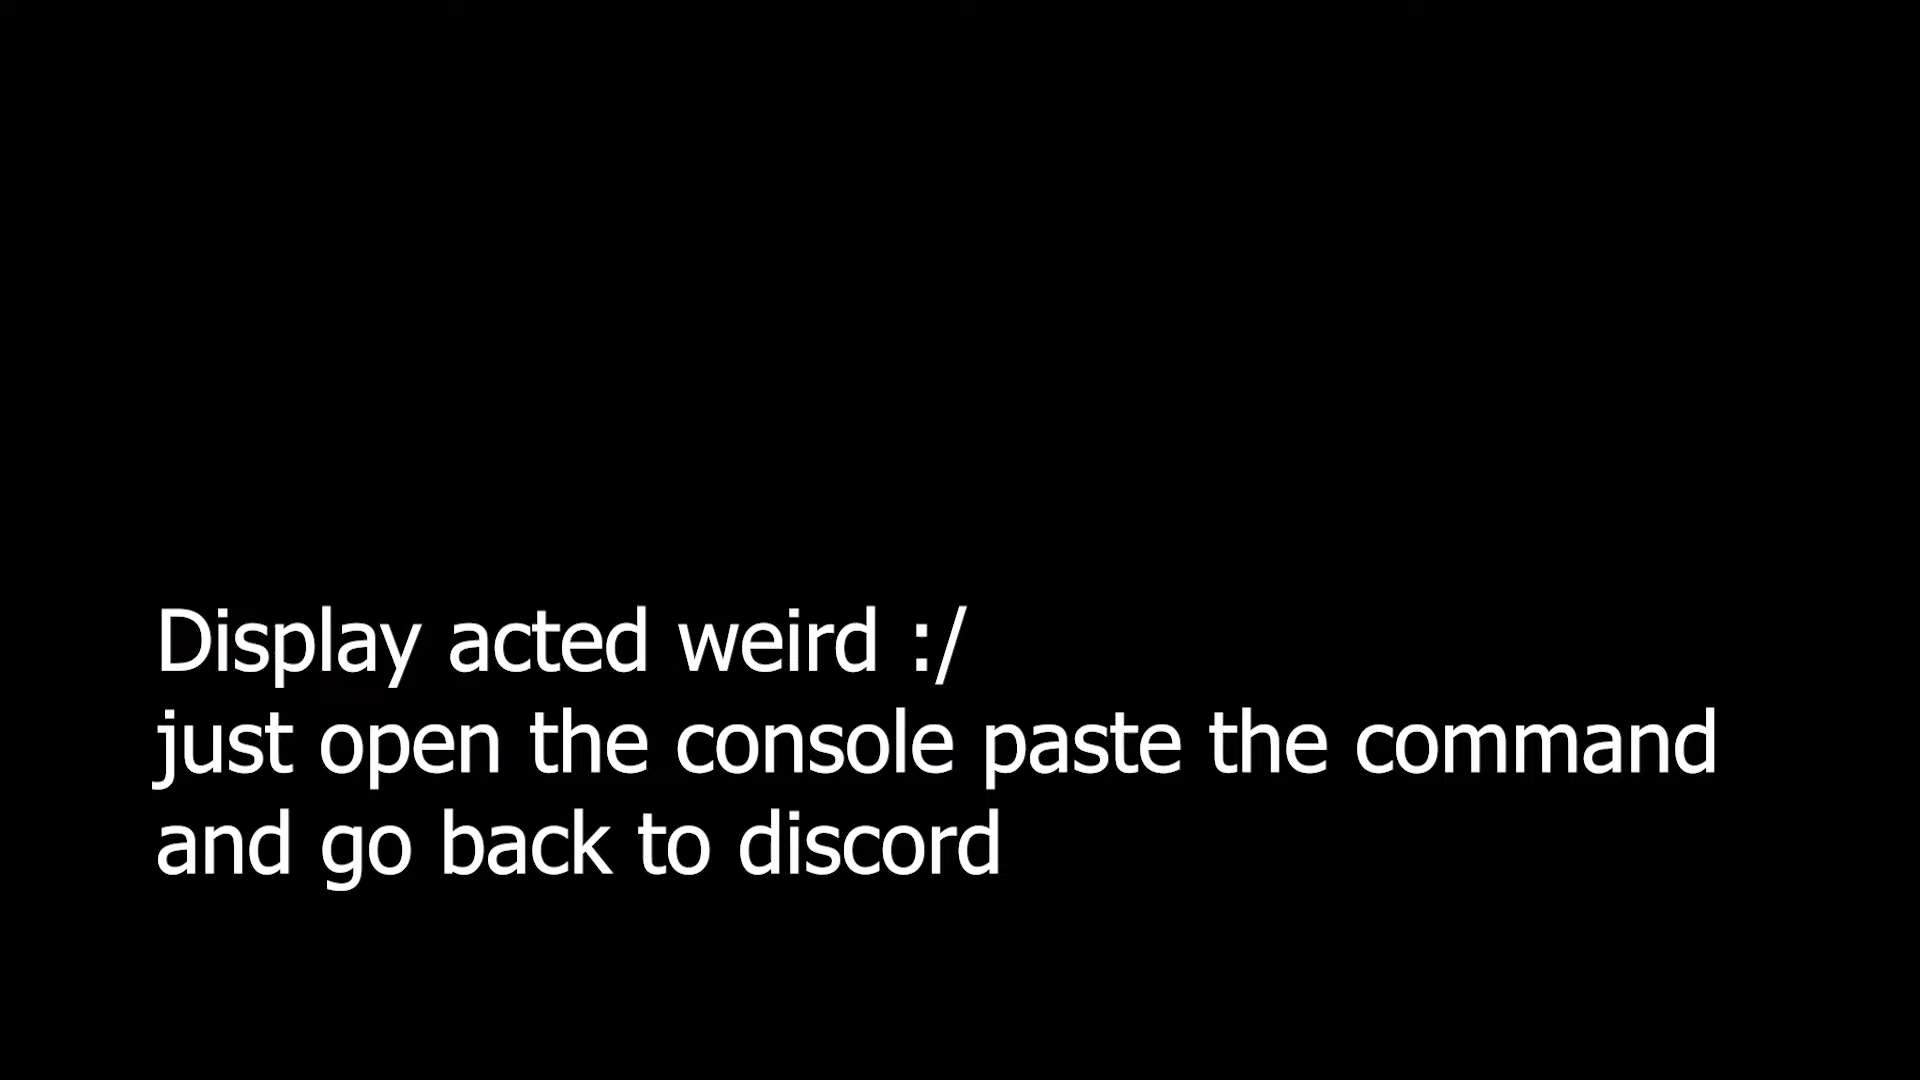 Display acted weird :/
just open the console paste the command
and go back to discord